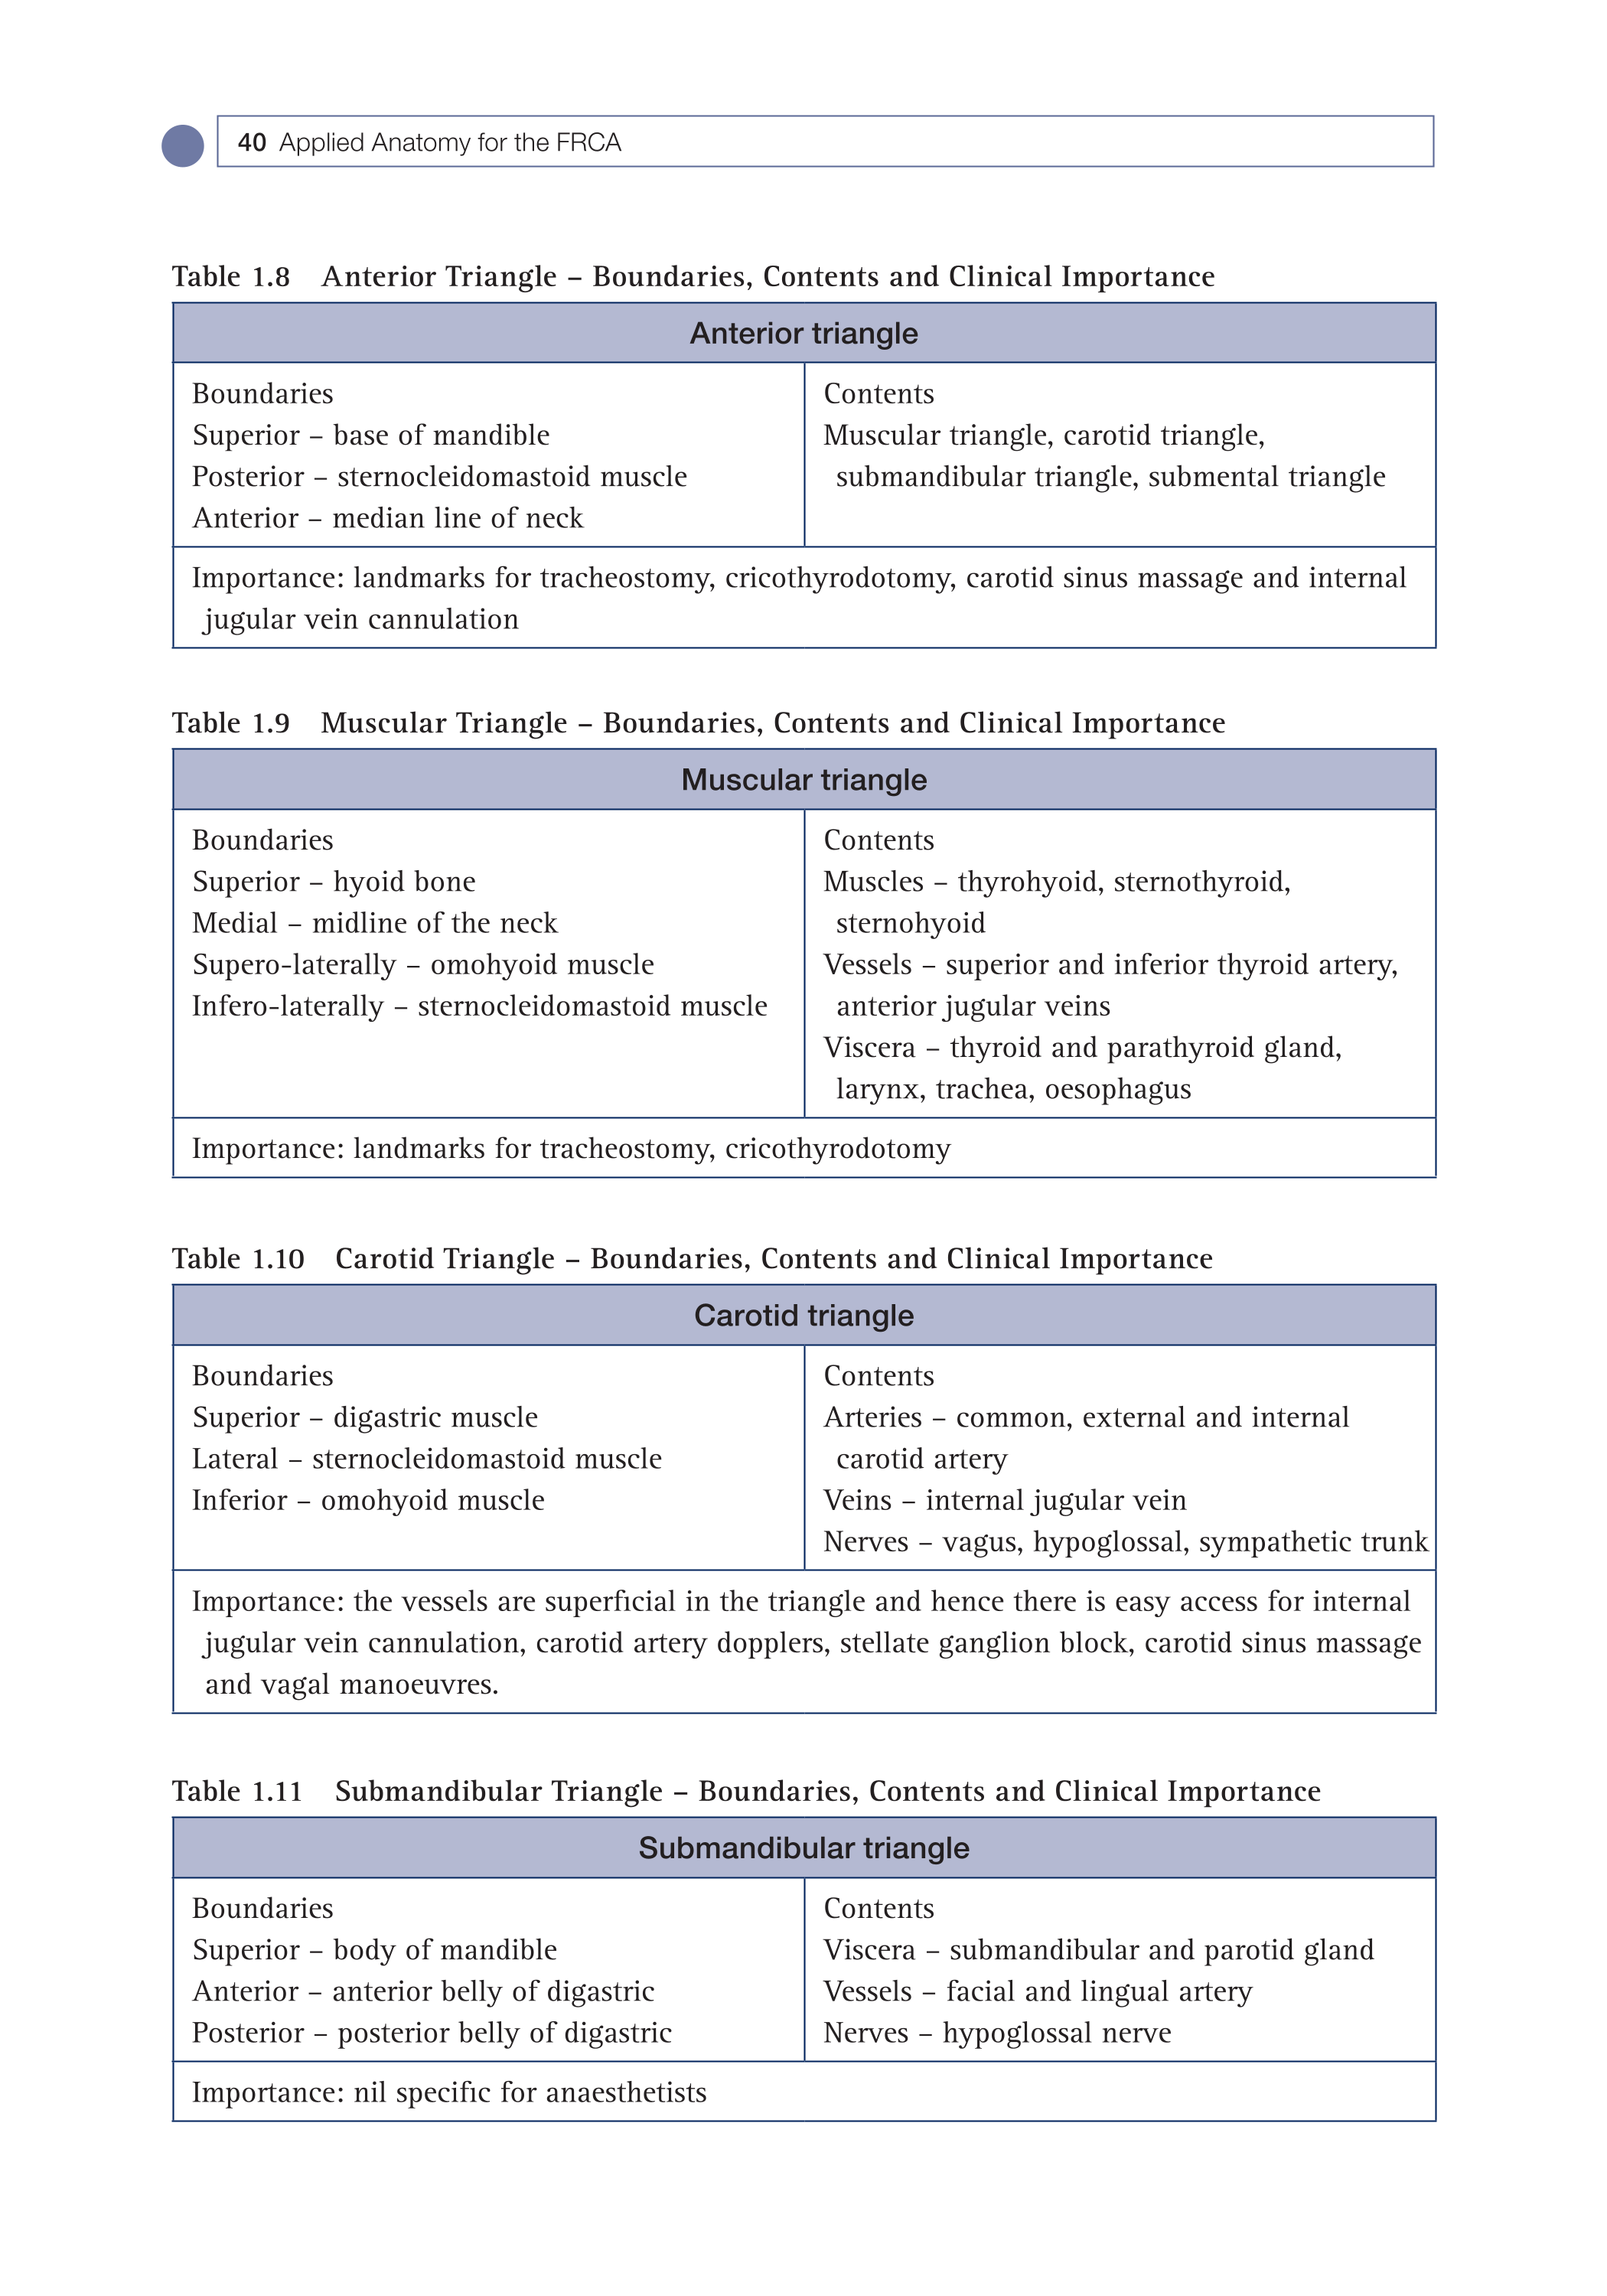 40 Applied Anatomy for the FRCA
Table 1.8 Anterior Triangle – Boundaries, Contents and Clinical Importance
Anterior triangle
Boundaries
Superior – base of mandible
Posterior – sternocleidomastoid muscle
Anterior – median line of neck
Contents
Muscular triangle, carotid triangle,
submandibular triangle, submental triangle
Importance: landmarks for tracheostomy, cricothyrodotomy, carotid sinus massage and internal
jugular vein cannulation
Table 1.9 Muscular Triangle – Boundaries, Contents and Clinical Importance
Muscular triangle
Boundaries
Superior – hyoid bone
Medial – midline of the neck
Supero-laterally – omohyoid muscle
Infero-laterally – sternocleidomastoid muscle
Contents
Muscles – thyrohyoid, sternothyroid,
sternohyoid
Vessels – superior and inferior thyroid artery,
anterior jugular veins
Viscera – thyroid and parathyroid gland,
larynx, trachea, oesophagus
Importance: landmarks for tracheostomy, cricothyrodotomy
Table 1.10 Carotid Triangle – Boundaries, Contents and Clinical Importance
Carotid triangle
Boundaries
Superior – digastric muscle
Lateral – sternocleidomastoid muscle
Inferior – omohyoid muscle
Contents
Arteries – common, external and internal
carotid artery
Veins – internal jugular vein
Nerves – vagus, hypoglossal, sympathetic trunk
Importance: the vessels are superficial in the triangle and hence there is easy access for internal
jugular vein cannulation, carotid artery dopplers, stellate ganglion block, carotid sinus massage
and vagal manoeuvres.
Table 1.11 Submandibular Triangle – Boundaries, Contents and Clinical Importance
Submandibular triangle
Boundaries
Superior – body of mandible
Anterior – anterior belly of digastric
Posterior – posterior belly of digastric
Contents
Viscera – submandibular and parotid gland
Vessels – facial and lingual artery
Nerves – hypoglossal nerve
Importance: nil specific for anaesthetists